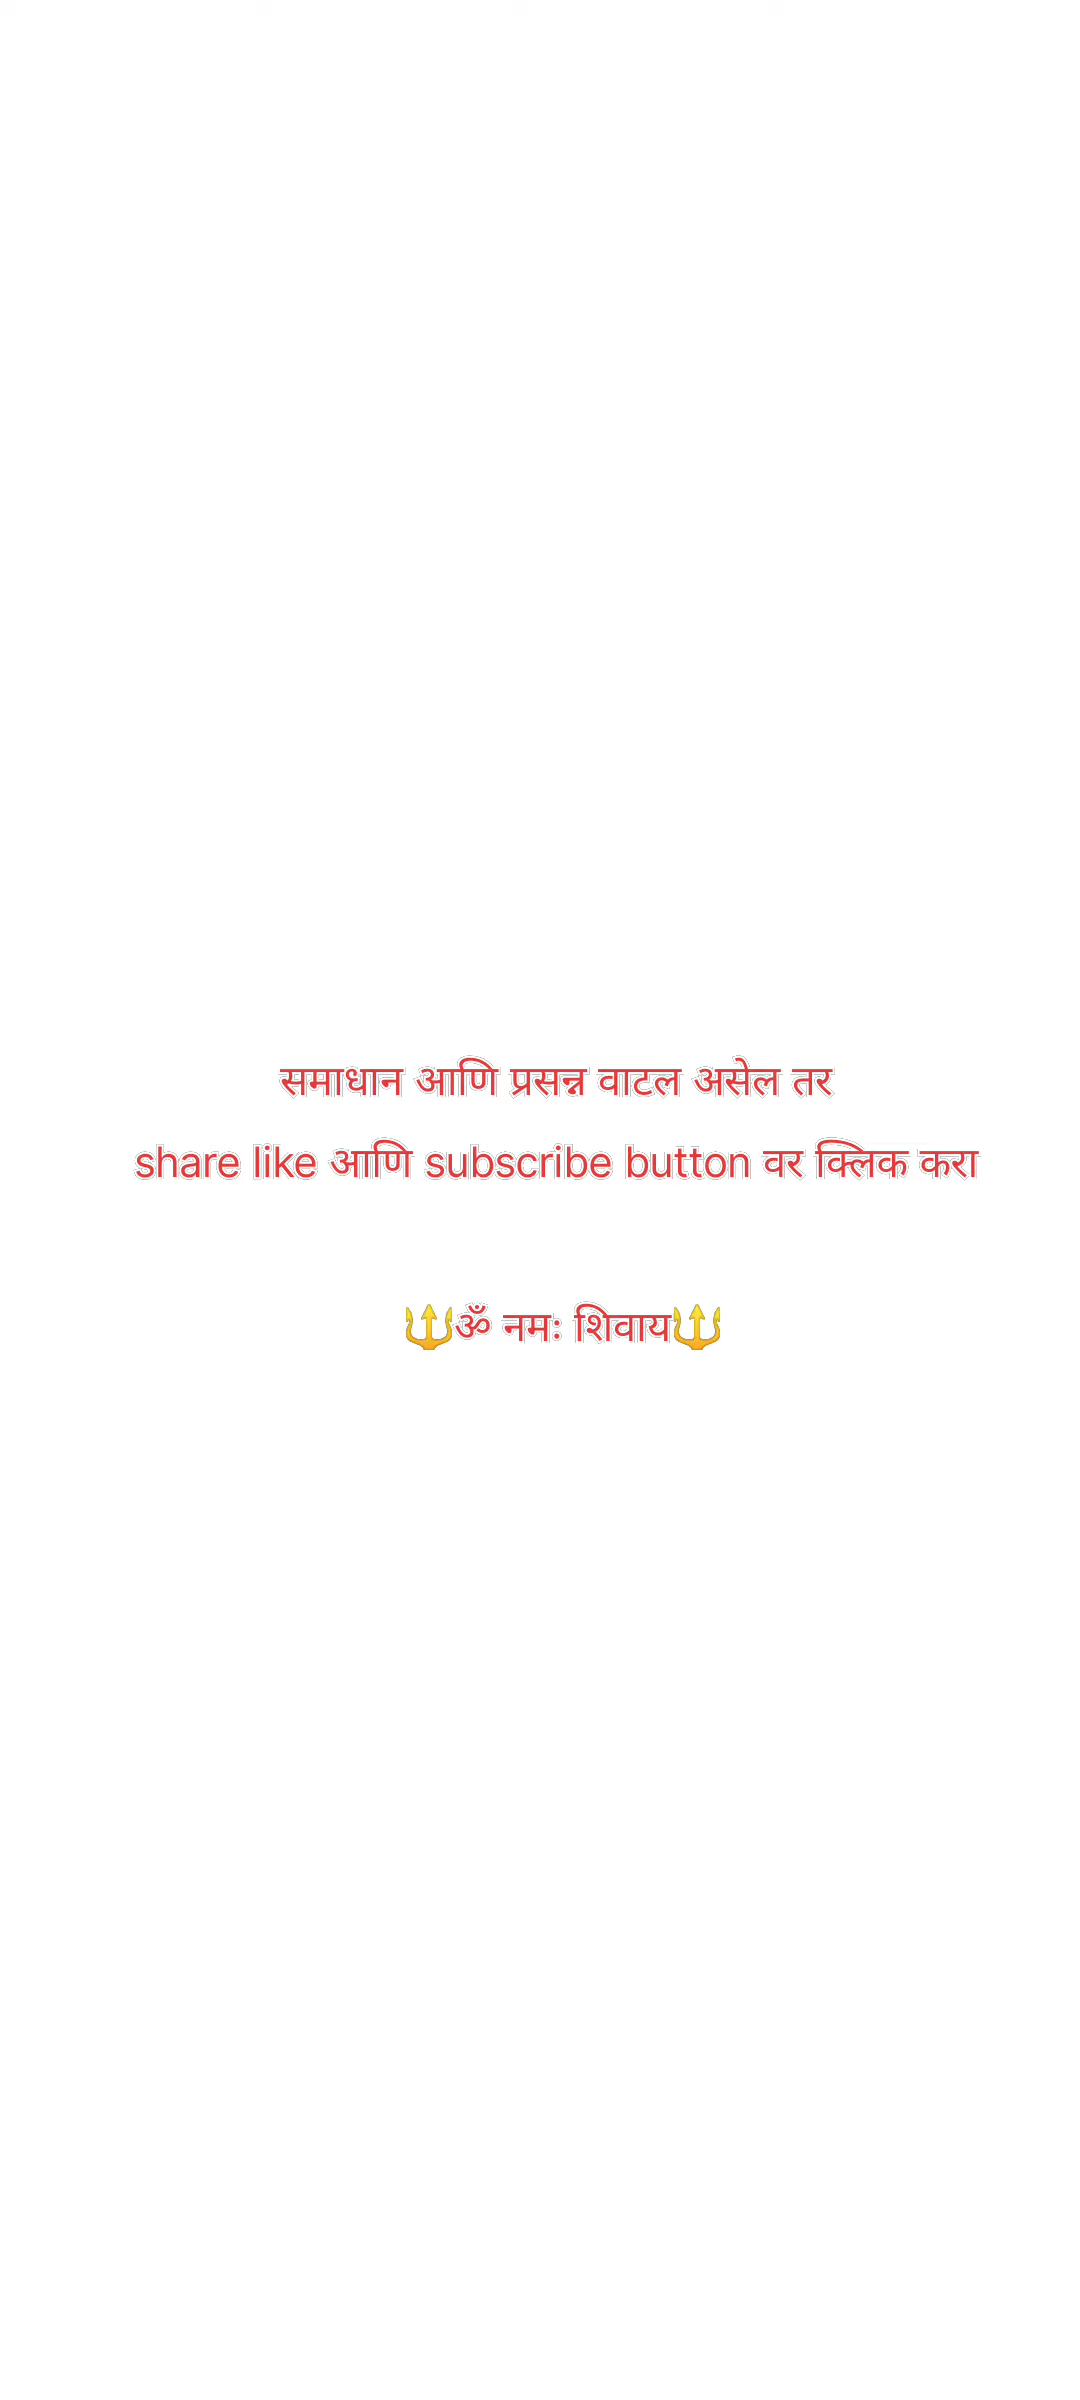 समाधान आणि प्रसन्न वाटल असेल तर
share like आणि subscribe button वर क्लिक करा
🔱ॐ नमः शिवाय🔱